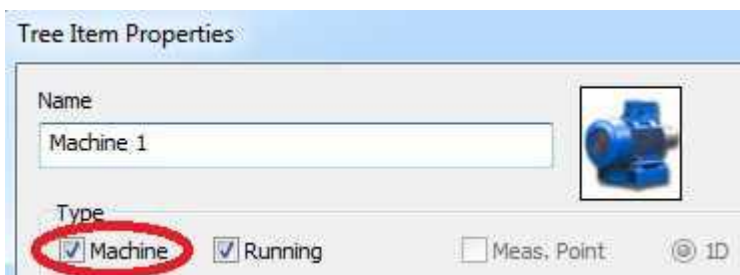 Tree Item Properties
Name
Machine 1
Type
Machine Running Meas. Point 1D